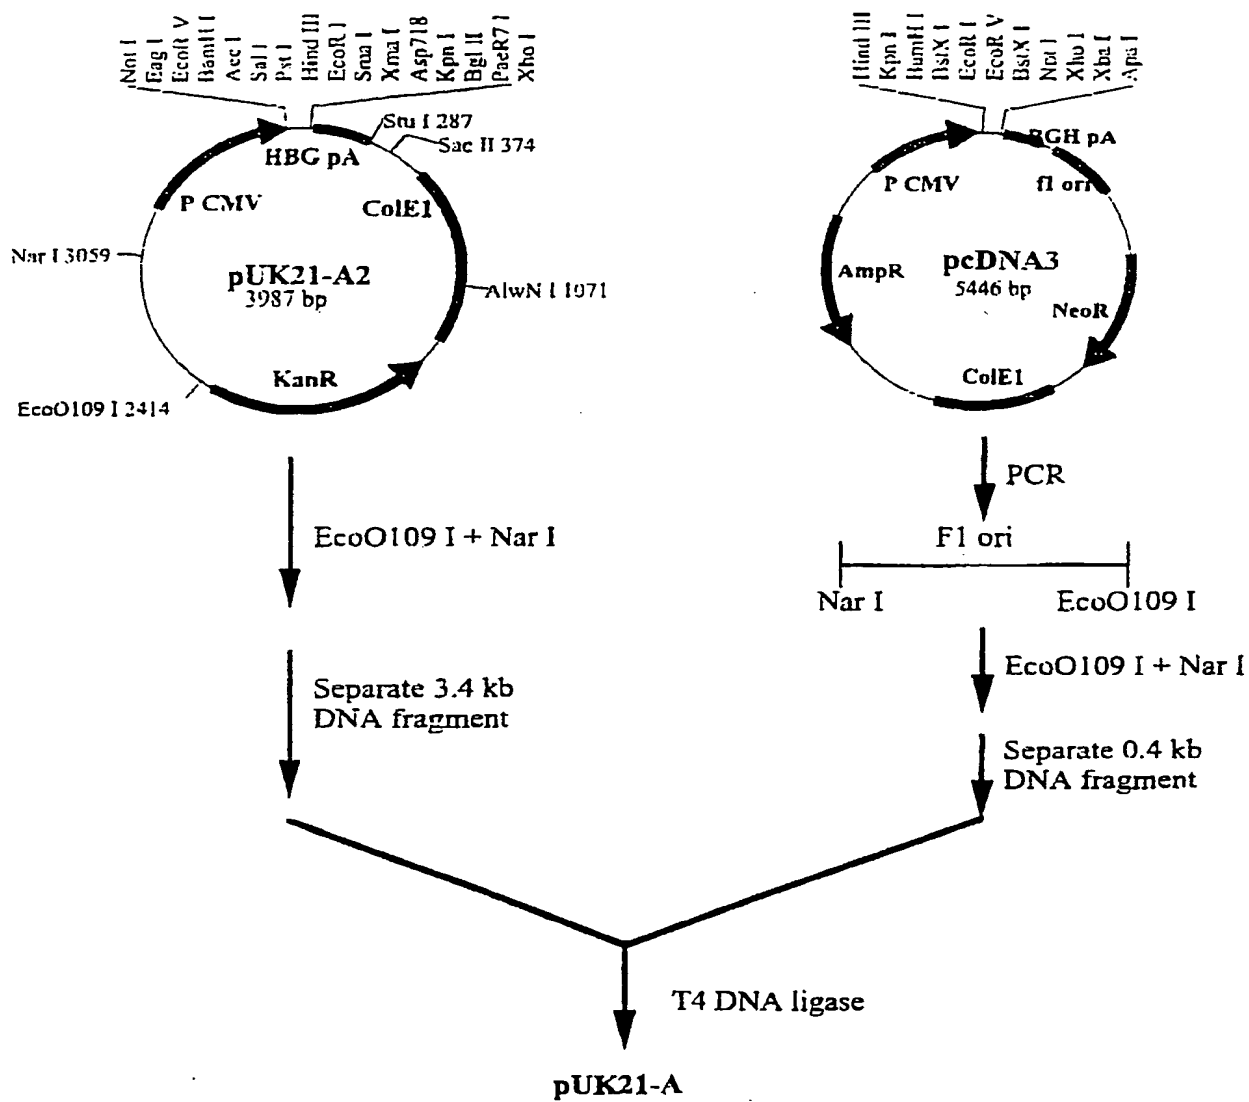 Not I
Eag I
EcoR V
BamH I
Acc I
Sal I
Pst I
Hind III
EcoR I
Sma I
Xma I
Asp718
Kpn I
Bgl II
PaeR7 I
Xho I
Hind III
Kpn I
BamH I
BstX I
EcoR I
EcoR V
BstX I
Not I
Xho I
Xba I
Apa I
Stu I 287
Sac II 374
HBG pA
P CMV
ColE1
Nar I 3059
pUK21-A2
3987 bp
AlwN I 1071
KanR
EcoO109 I 2414
BGH pA
P CMV
f1 ori
AmpR
pcDNA3
5446 bp
NeoR
ColE1
EcoO109 I + Nar I
PCR
F1 ori
Nar I
EcoO109 I
Separate 3.4 kb
DNA fragment
EcoO109 I + Nar I
Separate 0.4 kb
DNA fragment
T4 DNA ligase
pUK21-A